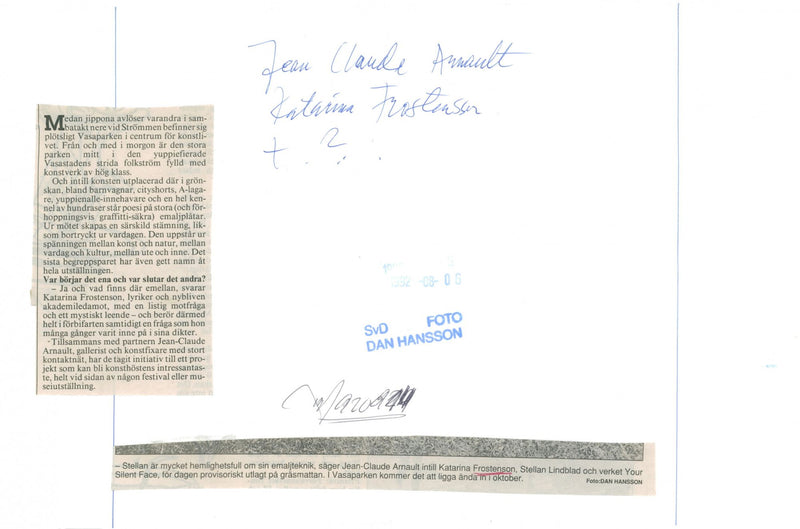 Jean Claude Arnault
Katarina Frostensson
+ ?
Medan jippona avlöser varandra i sam-
batakt nere vid Strömmen befinner sig
plötsligt Vasaparken i centrum för konstli-
vet. Från och med i morgon är den stora
parken mitt i den yuppiefierade
Vasastadens strida folkström fylld med
konstverk av hög klass.
Och intill konsten utplacerad där i grön-
skan, bland barnvagnar, cityshorts, A-laga-
re, yuppienalle-innehavare och en hel ken-
nel av hundraser står poesi på stora (och för-
hoppningsvis graffitti-säkra) emaljplåtar.
Ur mötet skapas en särskild stämning, lik-
som bortryckt ur vardagen. Den uppstår ur
spänningen mellan konst och natur, mellan
vardag och kultur, mellan ute och inne. Det
sista begreppsparet har även gett namn åt
hela utställningen.
Var börjar det ena och var slutar det andra?
– Ja och vad finns där emellan, svarar
Katarina Frostenson, lyriker och nybliven
akademiledamot, med en listig motfråga
och ett mystiskt leende – och berör därmed
helt i förbifarten samtidigt en fråga som hon
många gånger varit inne på i sina dikter.
Tillsammans med partnern Jean-Claude
Arnault, gallerist och konstfixare med stort
kontaktnät, har de tagit initiativ till ett pro-
jekt som kan bli konsthöstens intressantas-
te, helt vid sidan av någon festival eller mu-
seiutställning.
1992 -08- 06
SvD FOTO
DAN HANSSON
– Stellan är mycket hemlighetsfull om sin emaljteknik, säger Jean-Claude Arnault intill Katarina Frostenson, Stellan Lindblad och verket Your
Silent Face, för dagen provisoriskt utlagt på gräsmattan. I Vasaparken kommer det att ligga ända in i oktober.
Foto:DAN HANSSON